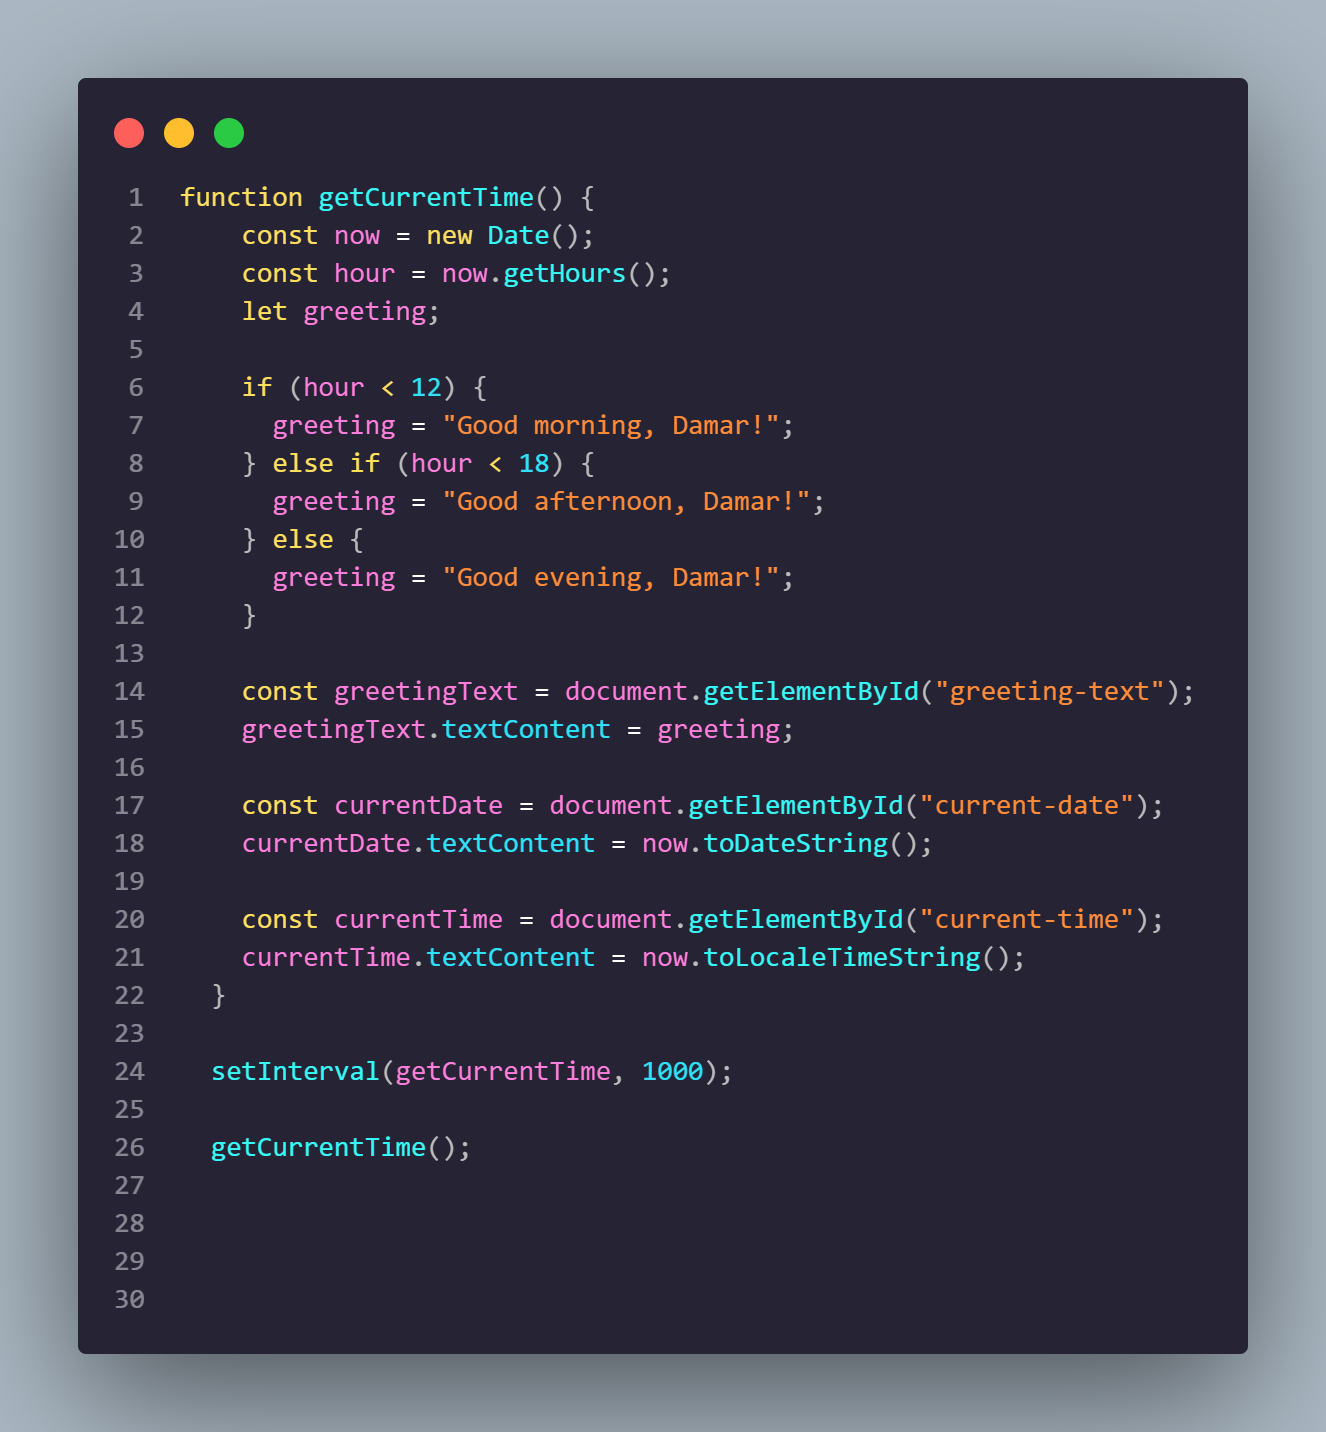 1 function getCurrentTime() {
2     const now = new Date();
3     const hour = now.getHours();
4     let greeting;
5
6     if (hour < 12) {
7       greeting = "Good morning, Damar!";
8     } else if (hour < 18) {
9       greeting = "Good afternoon, Damar!";
10     } else {
11       greeting = "Good evening, Damar!";
12     }
13
14     const greetingText = document.getElementById("greeting-text");
15     greetingText.textContent = greeting;
16
17     const currentDate = document.getElementById("current-date");
18     currentDate.textContent = now.toDateString();
19
20     const currentTime = document.getElementById("current-time");
21     currentTime.textContent = now.toLocaleTimeString();
22   }
23
24   setInterval(getCurrentTime, 1000);
25
26   getCurrentTime();
27
28
29
30